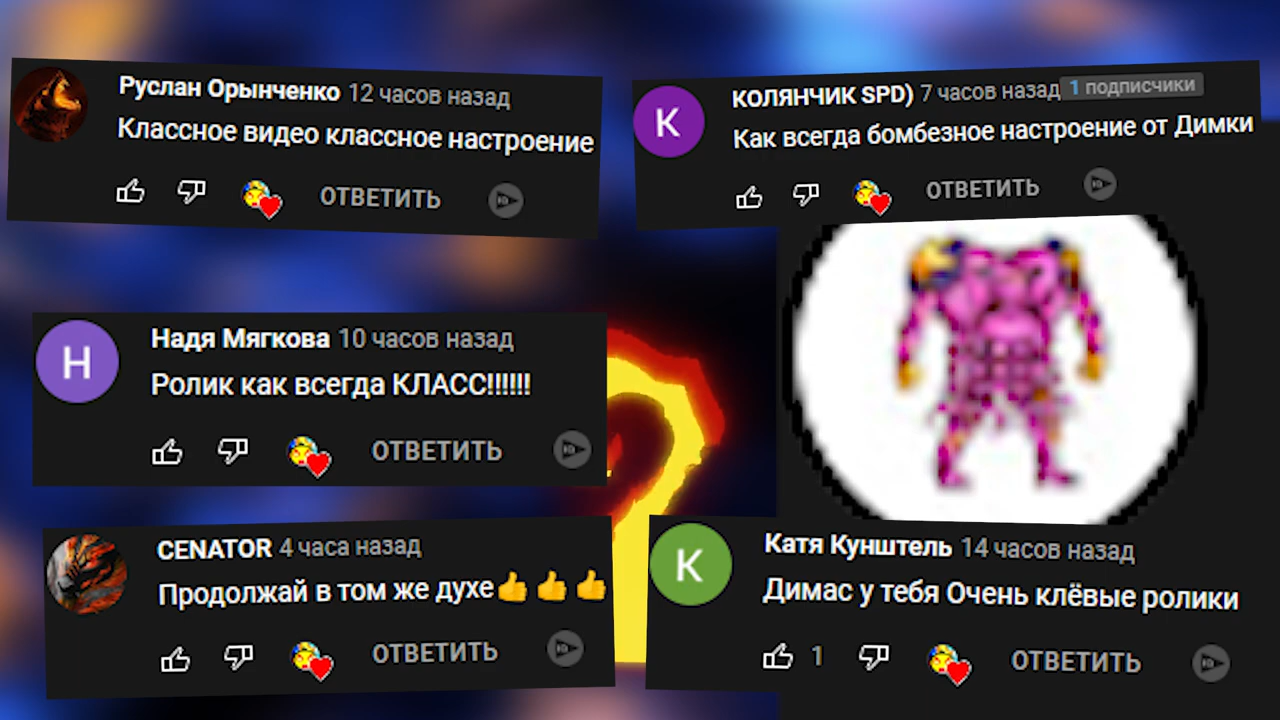 Руслан Орынченко 12 часов назад
Классное видео классное настроение
ОТВЕТИТЬ
КОЛЯНЧИК SPD) 7 часов назад 1 подписчики
Как всегда бомбезное настроение от Димки
ОТВЕТИТЬ
Н
К
Надя Мягкова 10 часов назад
Ролик как всегда КЛАСС!!!!!!
ОТВЕТИТЬ
CENATOR 4 часа назад
Продолжай в том же духе👍👍👍
ОТВЕТИТЬ
К
Катя Кунштель 14 часов назад
Димас у тебя Очень клёвые ролики
1 ОТВЕТИТЬ